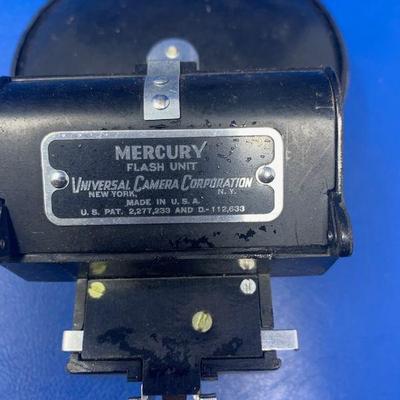 MERCURY
FLASH UNIT
UNIVERSAL CAMERA CORPORATION
NEW YORK, N.Y.
MADE IN U.S.A.
U.S. PAT. 2,277,233 AND D.-112,633